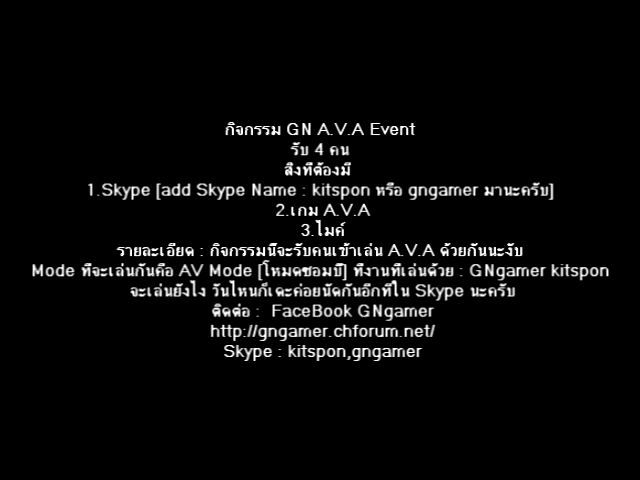 กิจกรรม GN A.V.A Event
รับ 4 คน
สิ่งที่ต้องมี
1.Skype [add Skype Name : kitspon หรือ gngamer มานะครับ]
2.เกม A.V.A
3.ไมค์
รายละเอียด : กิจกรรมนี้จะรับคนเข้าเล่น A.V.A ด้วยกันนะงับ
Mode ที่จะเล่นกันคือ AV Mode [โหมดซอมบี้] ทีงานที่เล่นด้วย : GNgamer kitspon
จะเล่นยังไง วันไหนก็เดะค่อยนัดกันอีกทีใน Skype นะครับ
ติดต่อ : FaceBook GNgamer
http://gngamer.chforum.net/
Skype : kitspon,gngamer